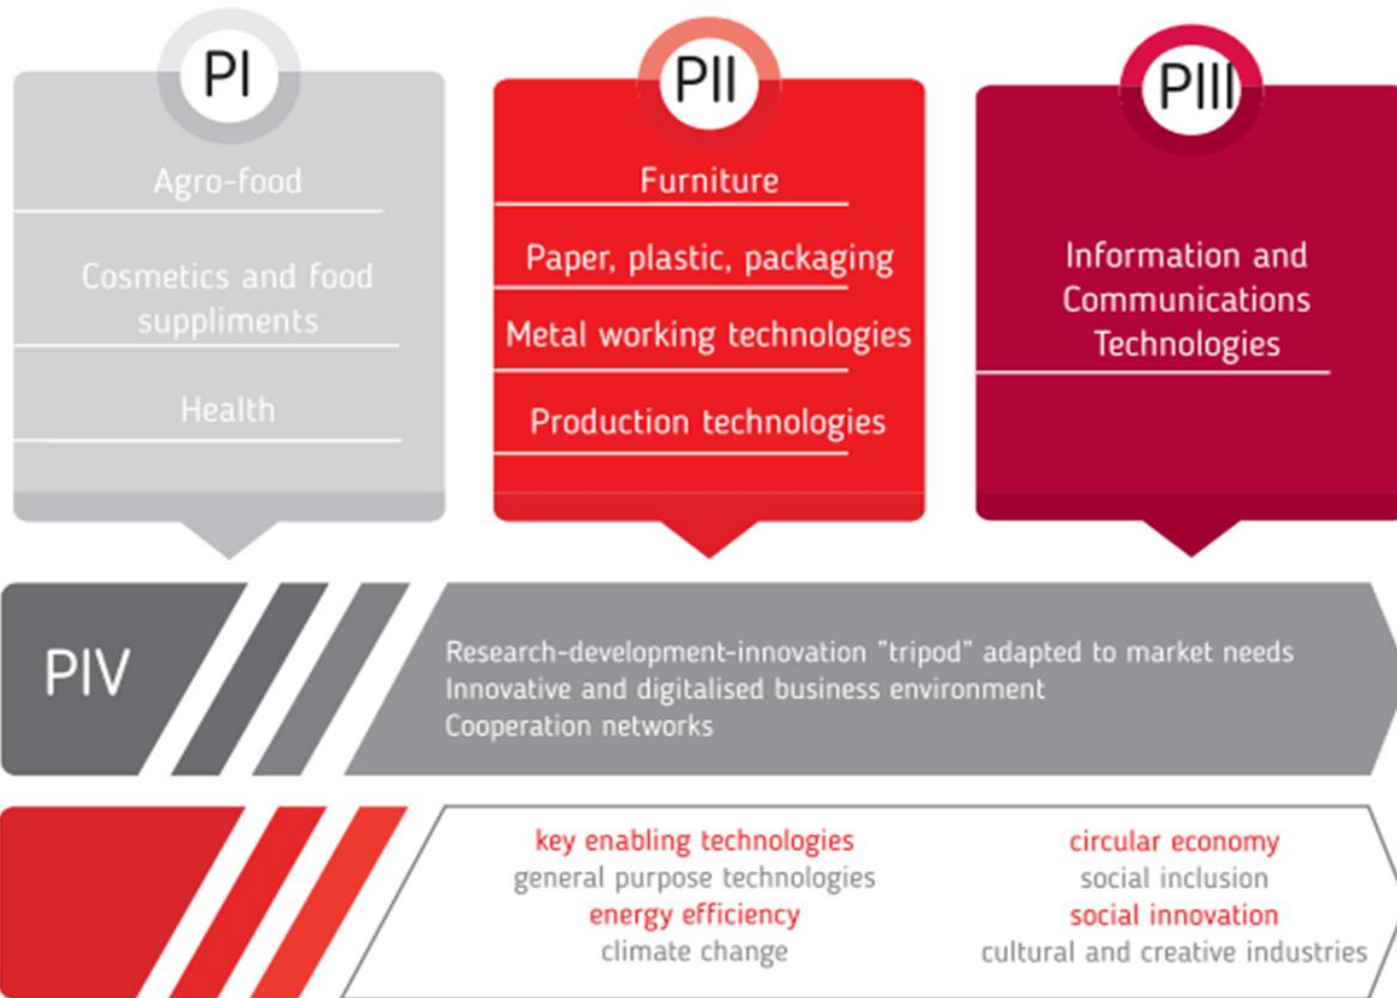 PI
Agro-food
Cosmetics and food
suppliments
Health
PII
Furniture
Paper, plastic, packaging
Metal working technologies
Production technologies
PIII
Information and
Communications
Technologies
PIV
Research-development-innovation "tripod" adapted to market needs
Innovative and digitalised business environment
Cooperation networks
key enabling technologies
general purpose technologies
energy efficiency
climate change
circular economy
social inclusion
social innovation
cultural and creative industries